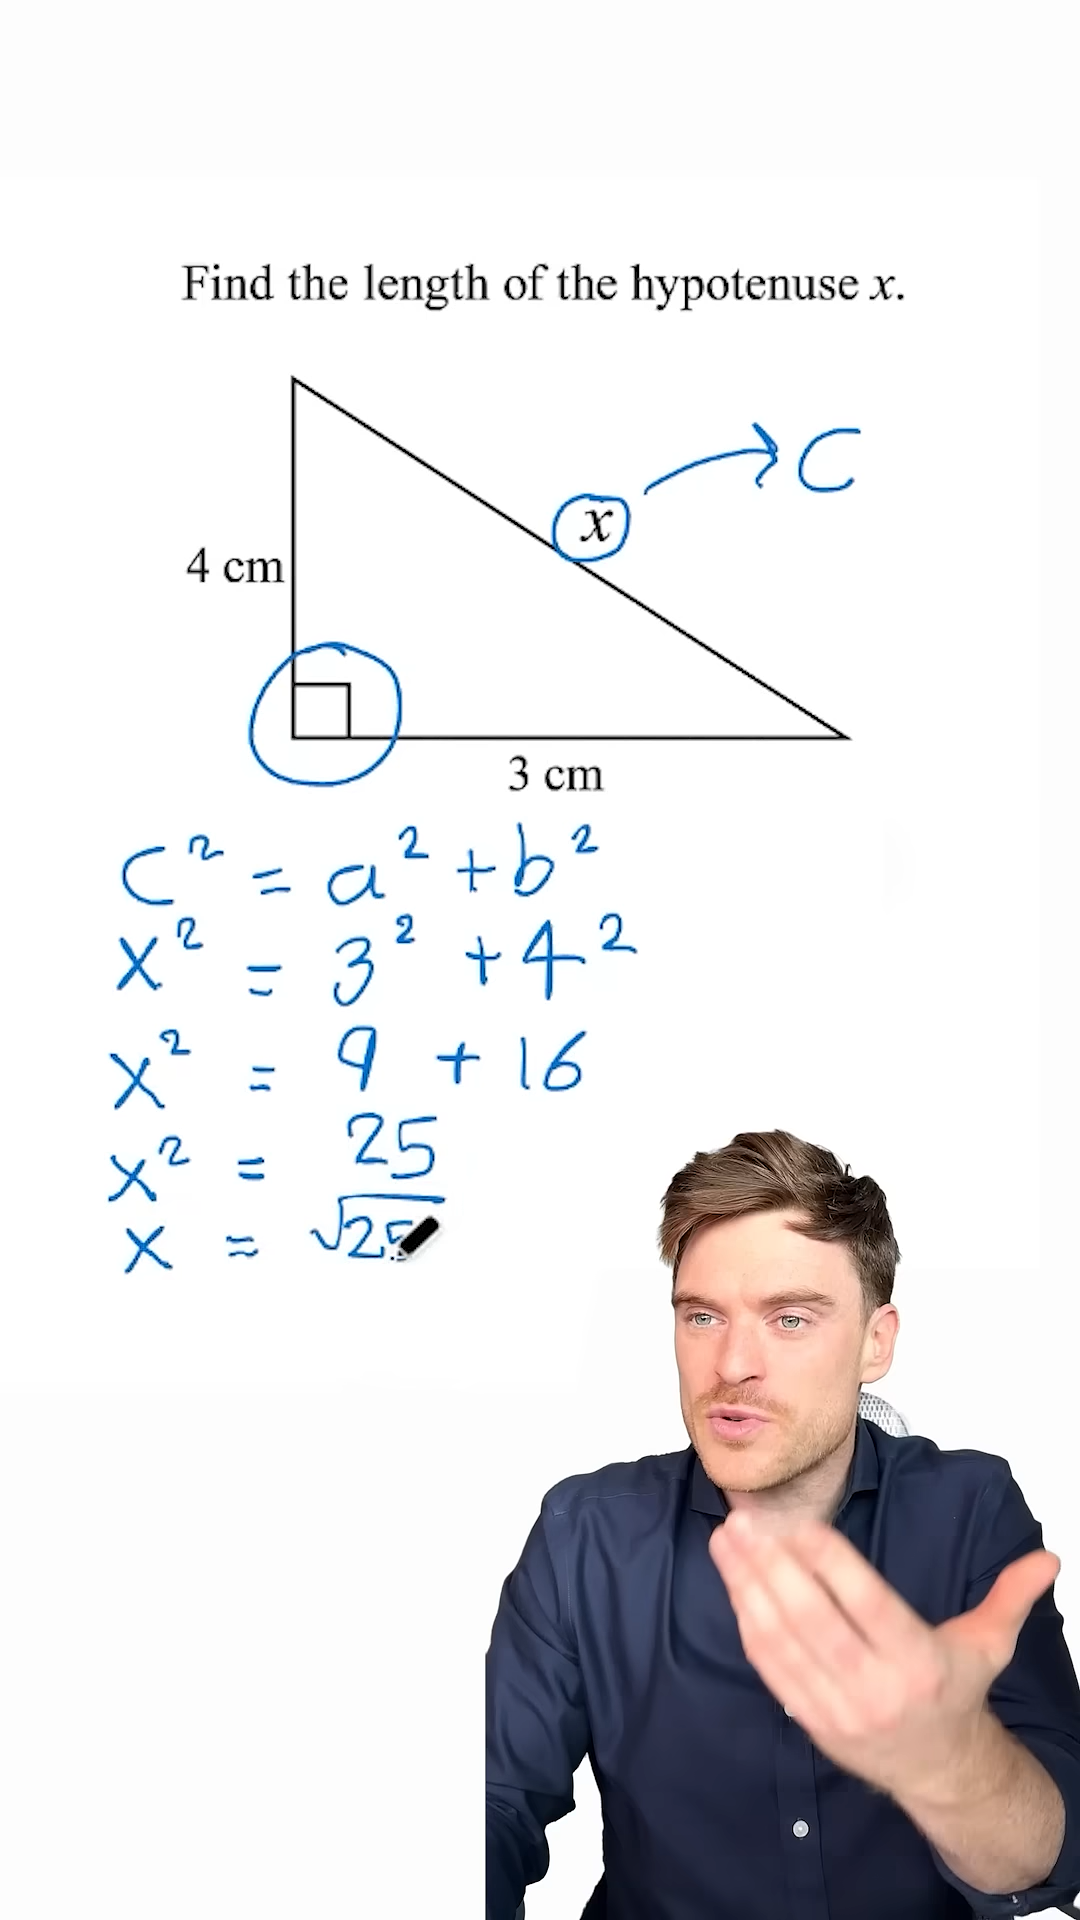 Find the length of the hypotenuse x.
C
x
4 cm
3 cm
C² = a² + b²
x² = 3² + 4²
x² = 9 + 16
x² = 25
x = √25